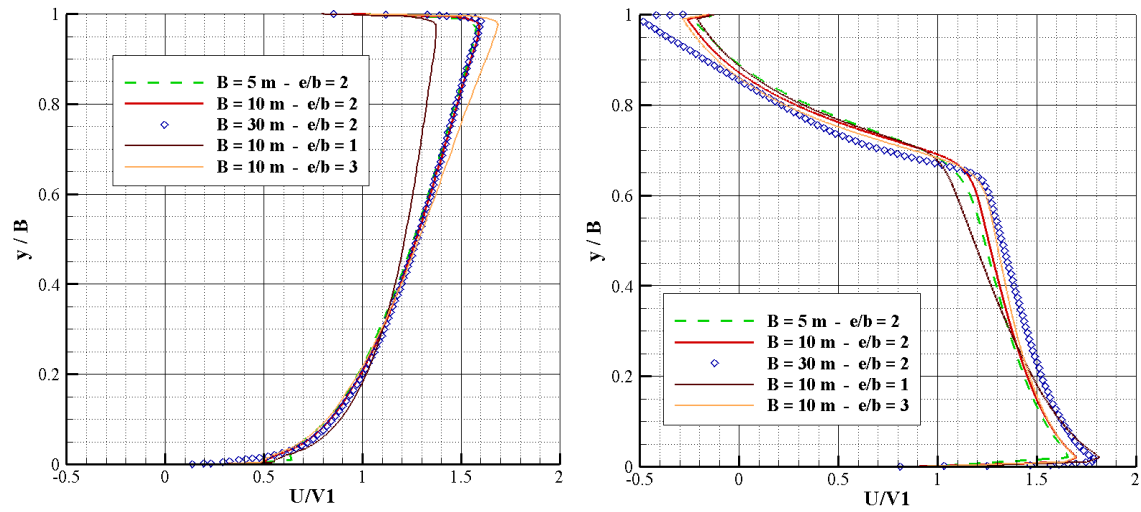 1
0.8
0.6
0.4
0.2
0
y / B
-0.5 0 0.5 1 1.5 2
U/V1
B = 5 m - e/b = 2
B = 10 m - e/b = 2
B = 30 m - e/b = 2
B = 10 m - e/b = 1
B = 10 m - e/b = 3
1
0.8
0.6
0.4
0.2
0
y / B
-0.5 0 0.5 1 1.5 2
U/V1
B = 5 m - e/b = 2
B = 10 m - e/b = 2
B = 30 m - e/b = 2
B = 10 m - e/b = 1
B = 10 m - e/b = 3